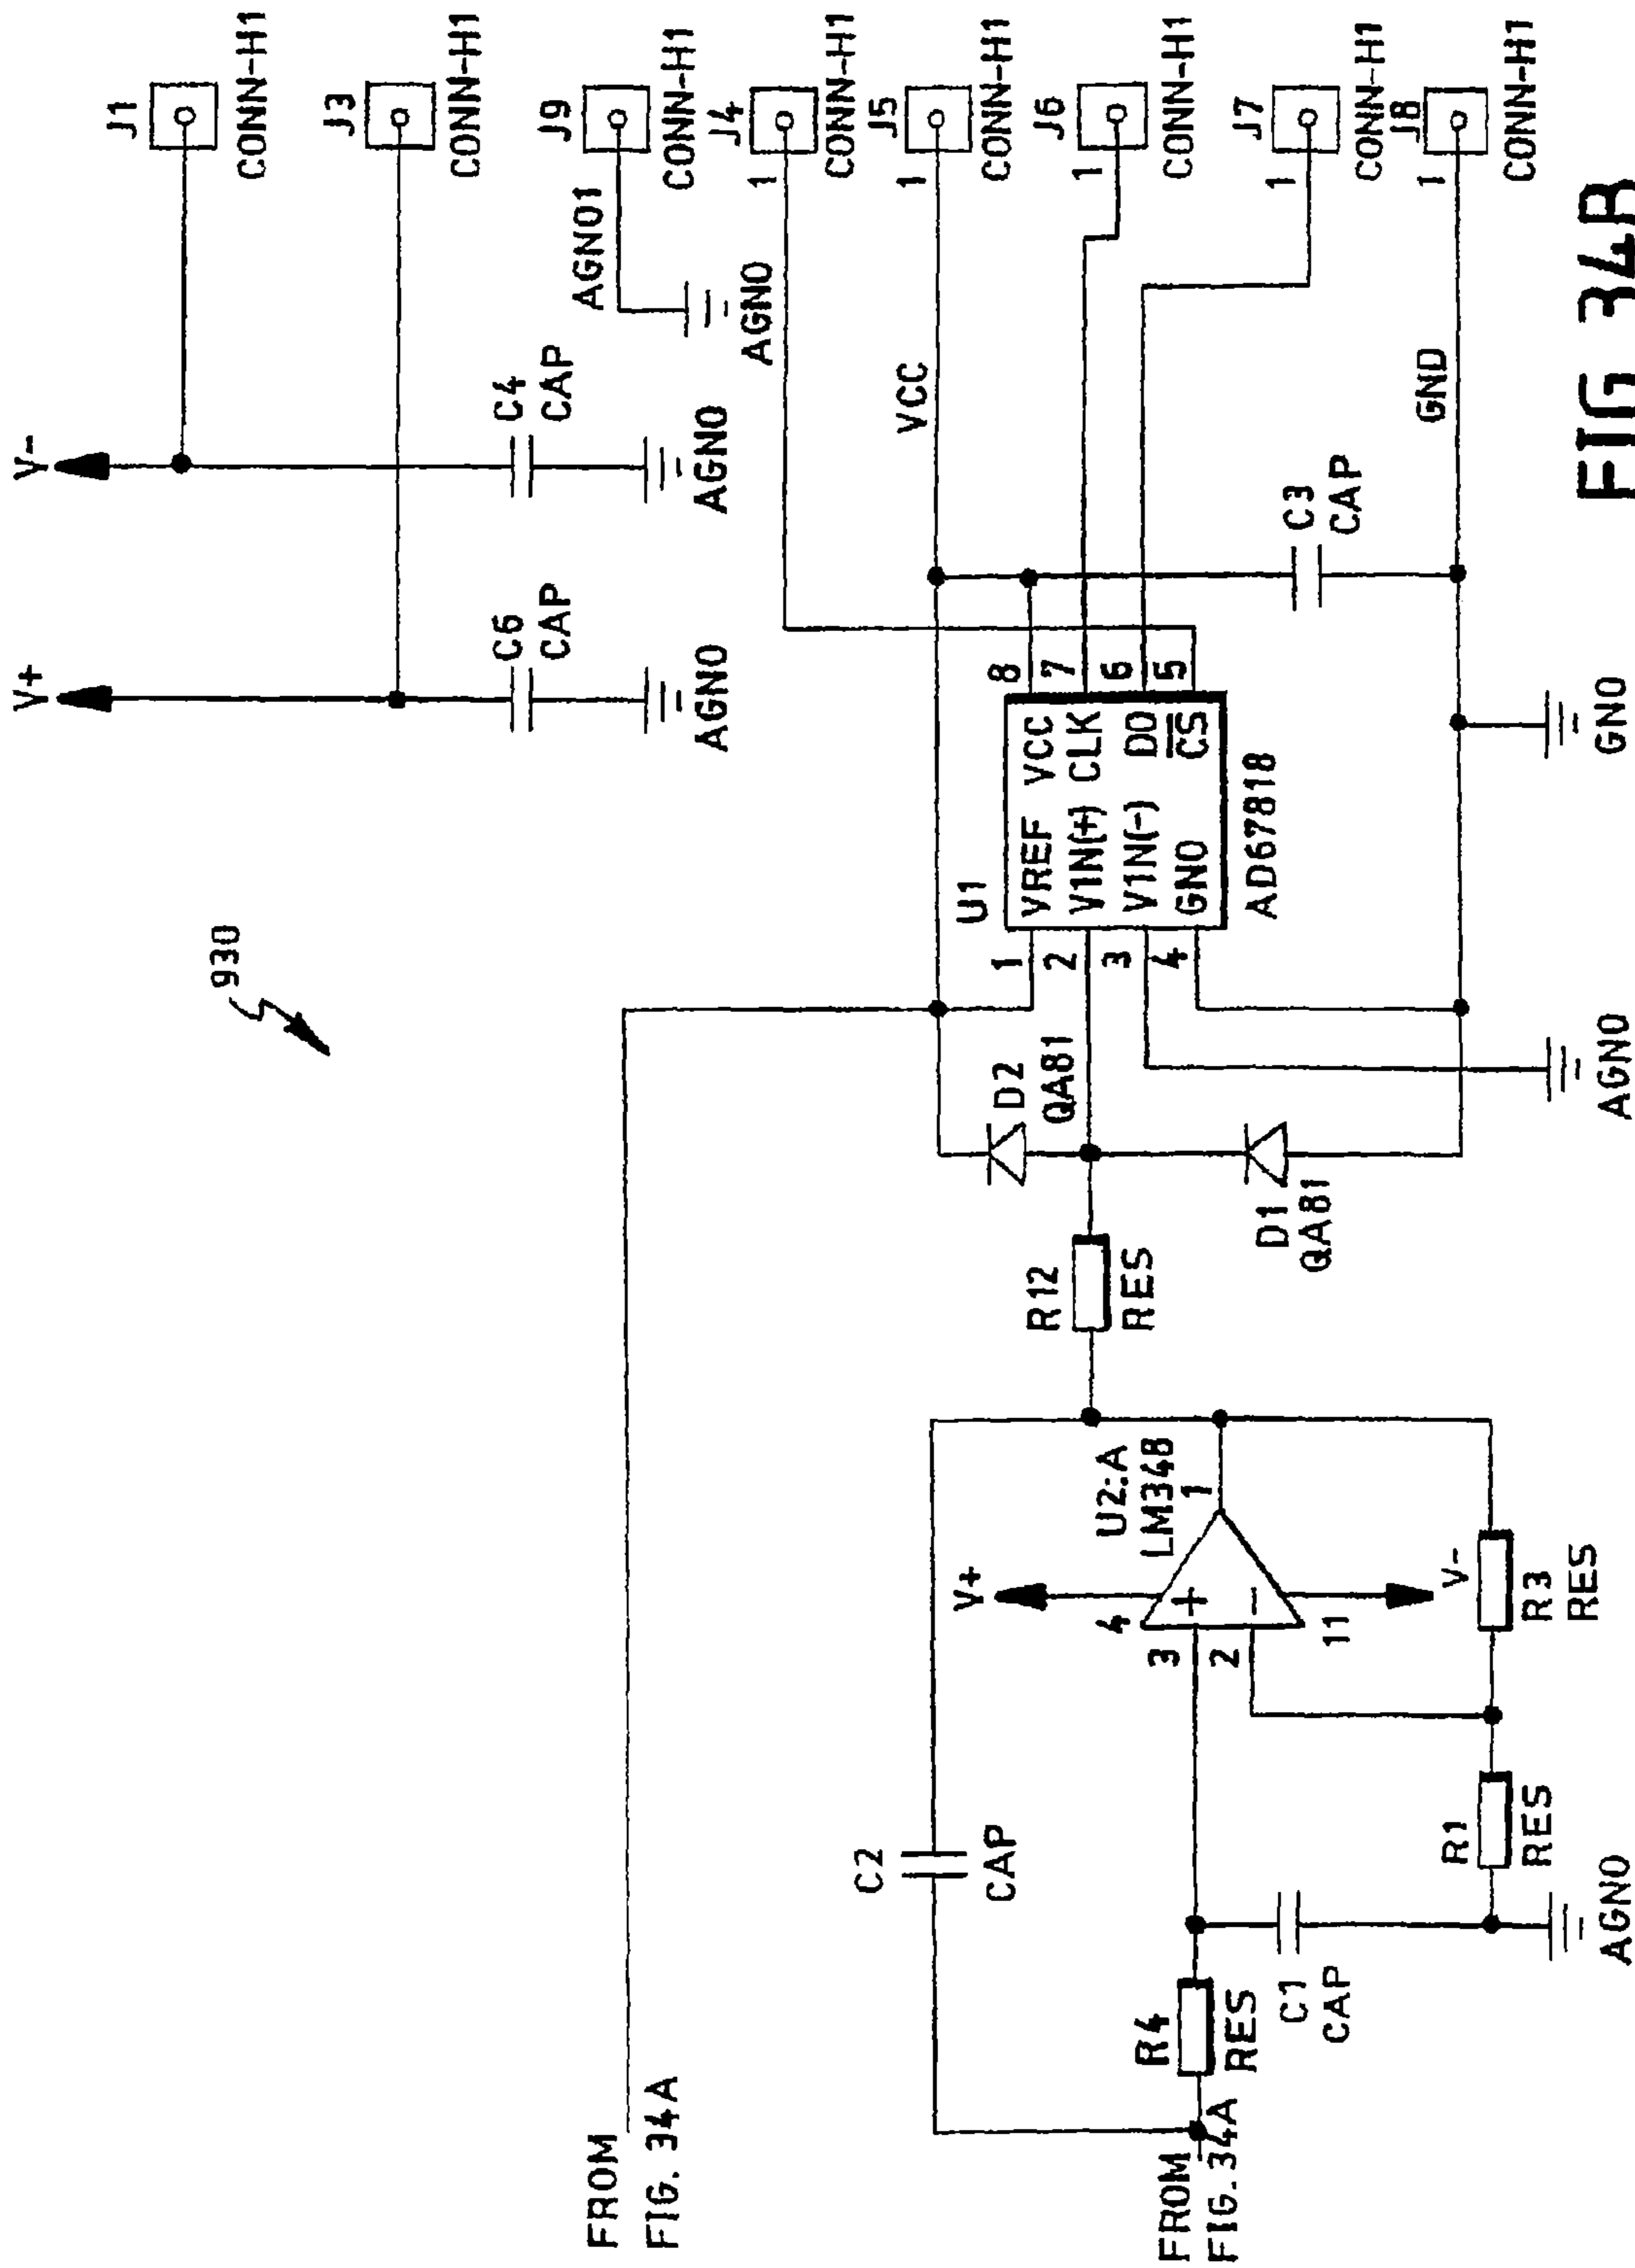 930
V+
V-
J1
CONN-H1
J3
CONN-H1
C6
CAP
AGNO
C4
CAP
AGNO
AGNO1
AGNO
J9
CONN-H1
J4
1
CONN-H1
J5
1
CONN-H1
J6
1
CONN-H1
J7
1
CONN-H1
J8
1
CONN-H1
FROM
FIG. 34A
VCC
U1
1
2
3
4
VREF VCC
V1N(+) CLK
V1N(-) DO
GNO CS
8
7
6
5
AD67818
C3
CAP
GND
GNO
AGNO
D2
QA81
D1
QA81
R12
RES
C2
CAP
U2:A
LM348
V+
4
3
2
1
11
V-
R3
RES
R1
RES
R4
RES
C1
CAP
AGNO
FROM
FIG.34A
FIG 34B